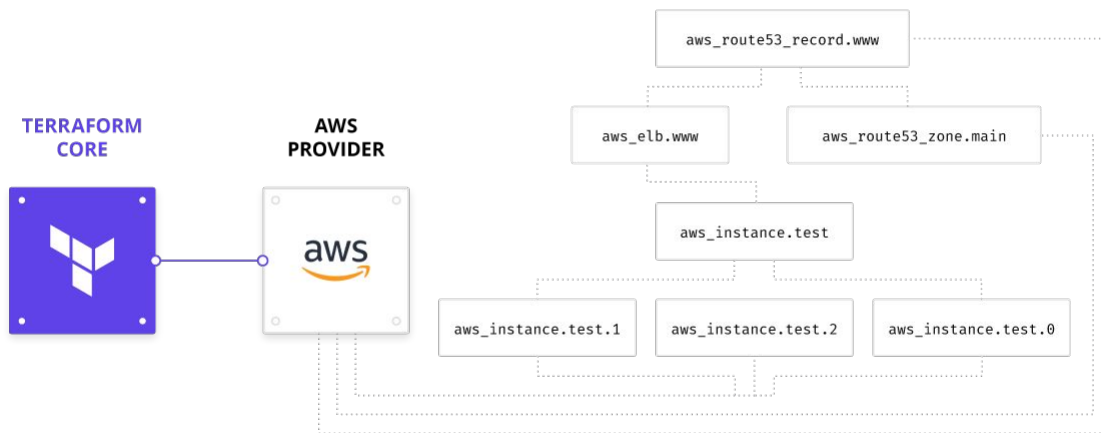 TERRAFORM
CORE
AWS
PROVIDER
aws
aws_route53_record.www
aws_elb.www
aws_route53_zone.main
aws_instance.test
aws_instance.test.1
aws_instance.test.2
aws_instance.test.0